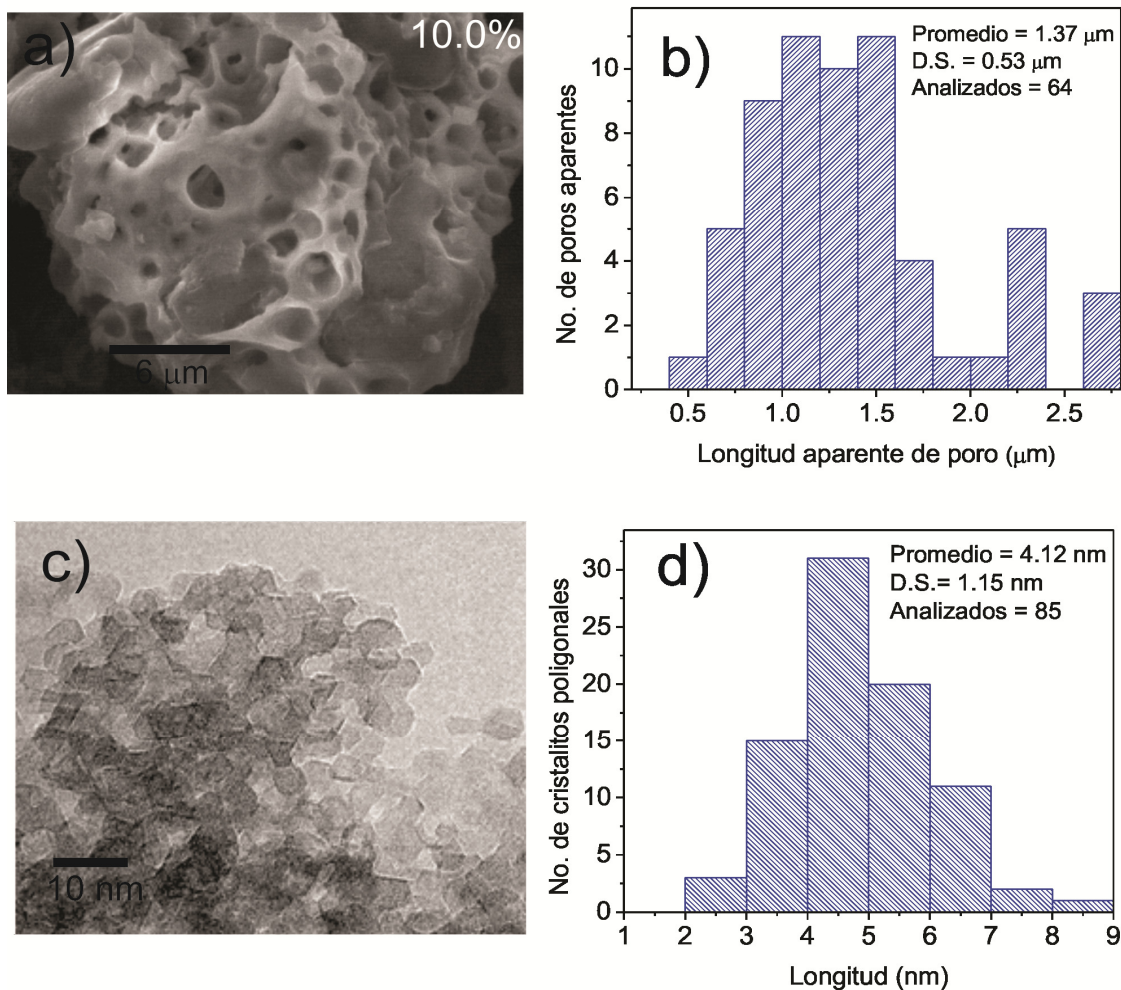 a)
10.0%
6 μm
b)
Promedio = 1.37 μm
D.S. = 0.53 μm
Analizados = 64
No. de poros aparentes
10
8
6
4
2
0
0.5 1.0 1.5 2.0 2.5
Longitud aparente de poro (μm)
c)
10 nm
d)
Promedio = 4.12 nm
D.S.= 1.15 nm
Analizados = 85
No. de cristalitos poligonales
30
25
20
15
10
5
0
1 2 3 4 5 6 7 8 9
Longitud (nm)